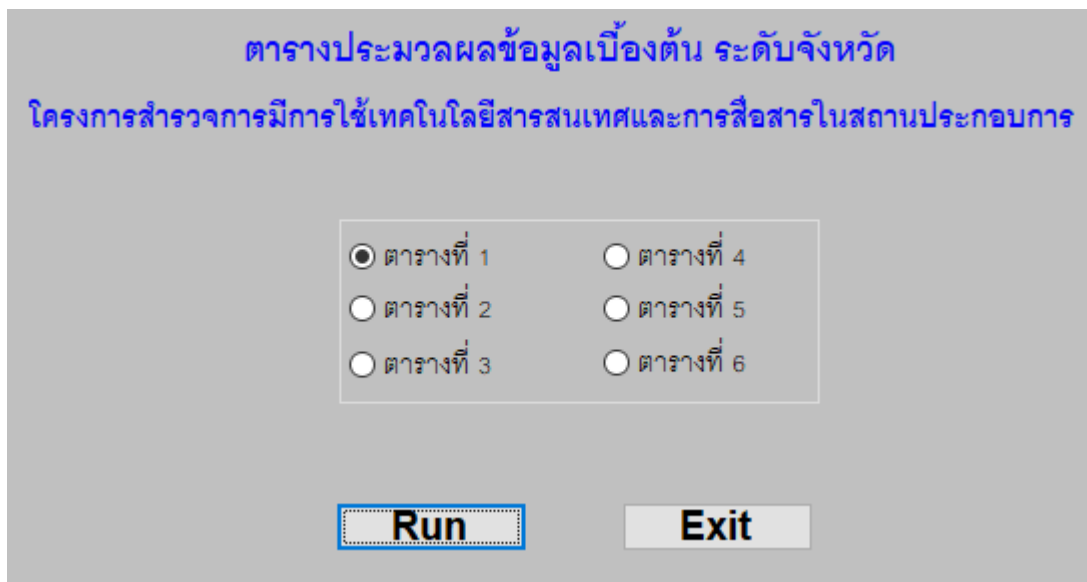 ตารางประมวลผลข้อมูลเบื้องต้น ระดับจังหวัด
โครงการสำรวจการมีการใช้เทคโนโลยีสารสนเทศและการสื่อสารในสถานประกอบการ
ตารางที่ 1 ตารางที่ 4
ตารางที่ 2 ตารางที่ 5
ตารางที่ 3 ตารางที่ 6
Run Exit